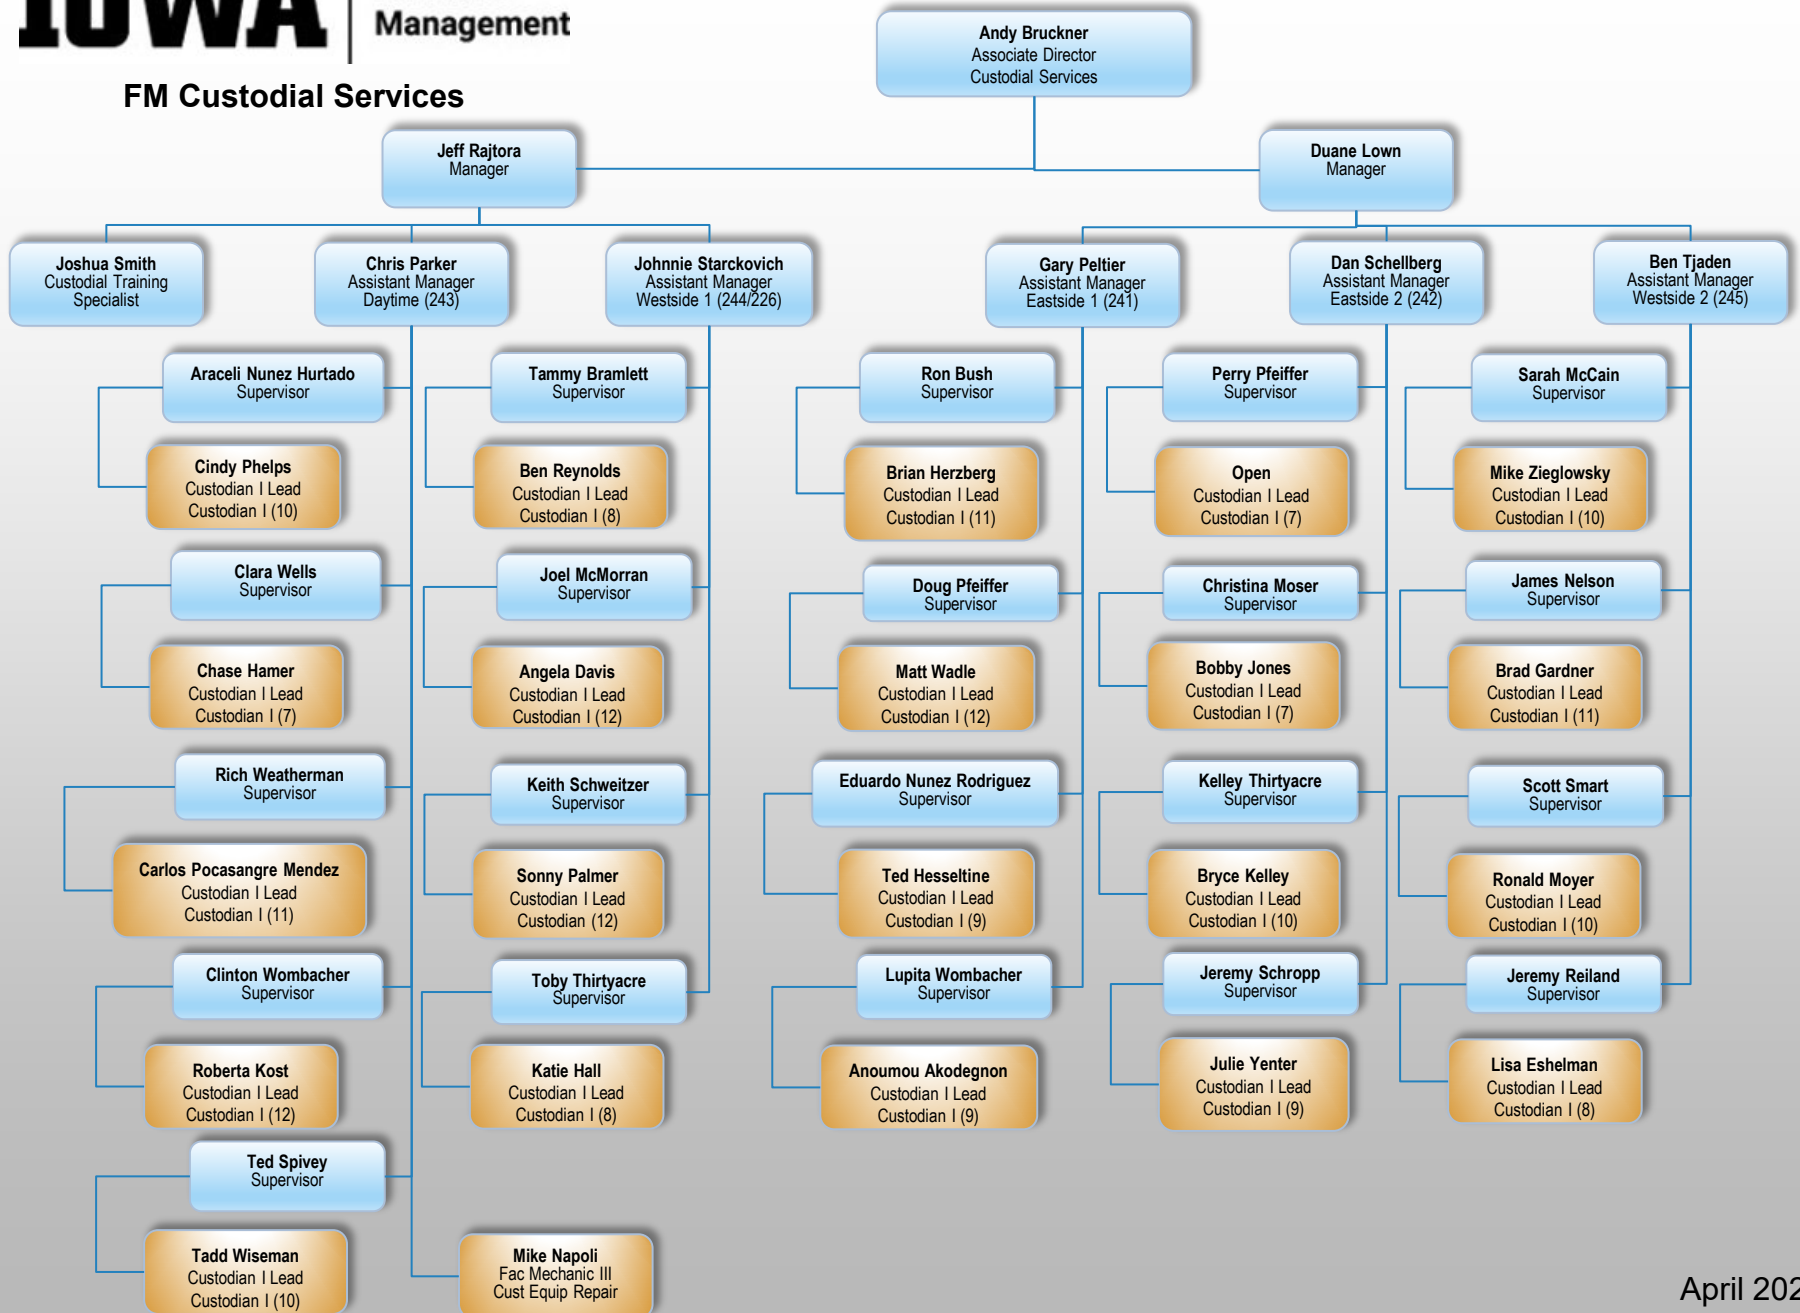 IOWA
Management
FM Custodial Services
Andy Bruckner
Associate Director
Custodial Services
Jeff Rajtora
Manager
Duane Lown
Manager
Joshua Smith
Custodial Training
Specialist
Chris Parker
Assistant Manager
Daytime (243)
Johnnie Starckovich
Assistant Manager
Westside 1 (244/226)
Gary Peltier
Assistant Manager
Eastside 1 (241)
Dan Schellberg
Assistant Manager
Eastside 2 (242)
Ben Tjaden
Assistant Manager
Westside 2 (245)
Araceli Nunez Hurtado
Supervisor
Cindy Phelps
Custodian I Lead
Custodian I (10)
Clara Wells
Supervisor
Chase Hamer
Custodian I Lead
Custodian I (7)
Rich Weatherman
Supervisor
Carlos Pocasangre Mendez
Custodian I Lead
Custodian I (11)
Clinton Wombacher
Supervisor
Roberta Kost
Custodian I Lead
Custodian I (12)
Ted Spivey
Supervisor
Tadd Wiseman
Custodian I Lead
Custodian I (10)
Mike Napoli
Fac Mechanic III
Cust Equip Repair
Tammy Bramlett
Supervisor
Ben Reynolds
Custodian I Lead
Custodian I (8)
Joel McMorran
Supervisor
Angela Davis
Custodian I Lead
Custodian I (12)
Keith Schweitzer
Supervisor
Sonny Palmer
Custodian I Lead
Custodian (12)
Toby Thirtyacre
Supervisor
Katie Hall
Custodian I Lead
Custodian I (8)
Ron Bush
Supervisor
Brian Herzberg
Custodian I Lead
Custodian I (11)
Doug Pfeiffer
Supervisor
Matt Wadle
Custodian I Lead
Custodian I (12)
Eduardo Nunez Rodriguez
Supervisor
Ted Hesseltine
Custodian I Lead
Custodian I (9)
Lupita Wombacher
Supervisor
Anoumou Akodegnon
Custodian I Lead
Custodian I (9)
Perry Pfeiffer
Supervisor
Open
Custodian I Lead
Custodian I (7)
Christina Moser
Supervisor
Bobby Jones
Custodian I Lead
Custodian I (7)
Kelley Thirtyacre
Supervisor
Bryce Kelley
Custodian I Lead
Custodian I (10)
Jeremy Schropp
Supervisor
Julie Yenter
Custodian I Lead
Custodian I (9)
Sarah McCain
Supervisor
Mike Zieglowsky
Custodian I Lead
Custodian I (10)
James Nelson
Supervisor
Brad Gardner
Custodian I Lead
Custodian I (11)
Scott Smart
Supervisor
Ronald Moyer
Custodian I Lead
Custodian I (10)
Jeremy Reiland
Supervisor
Lisa Eshelman
Custodian I Lead
Custodian I (8)
April 202